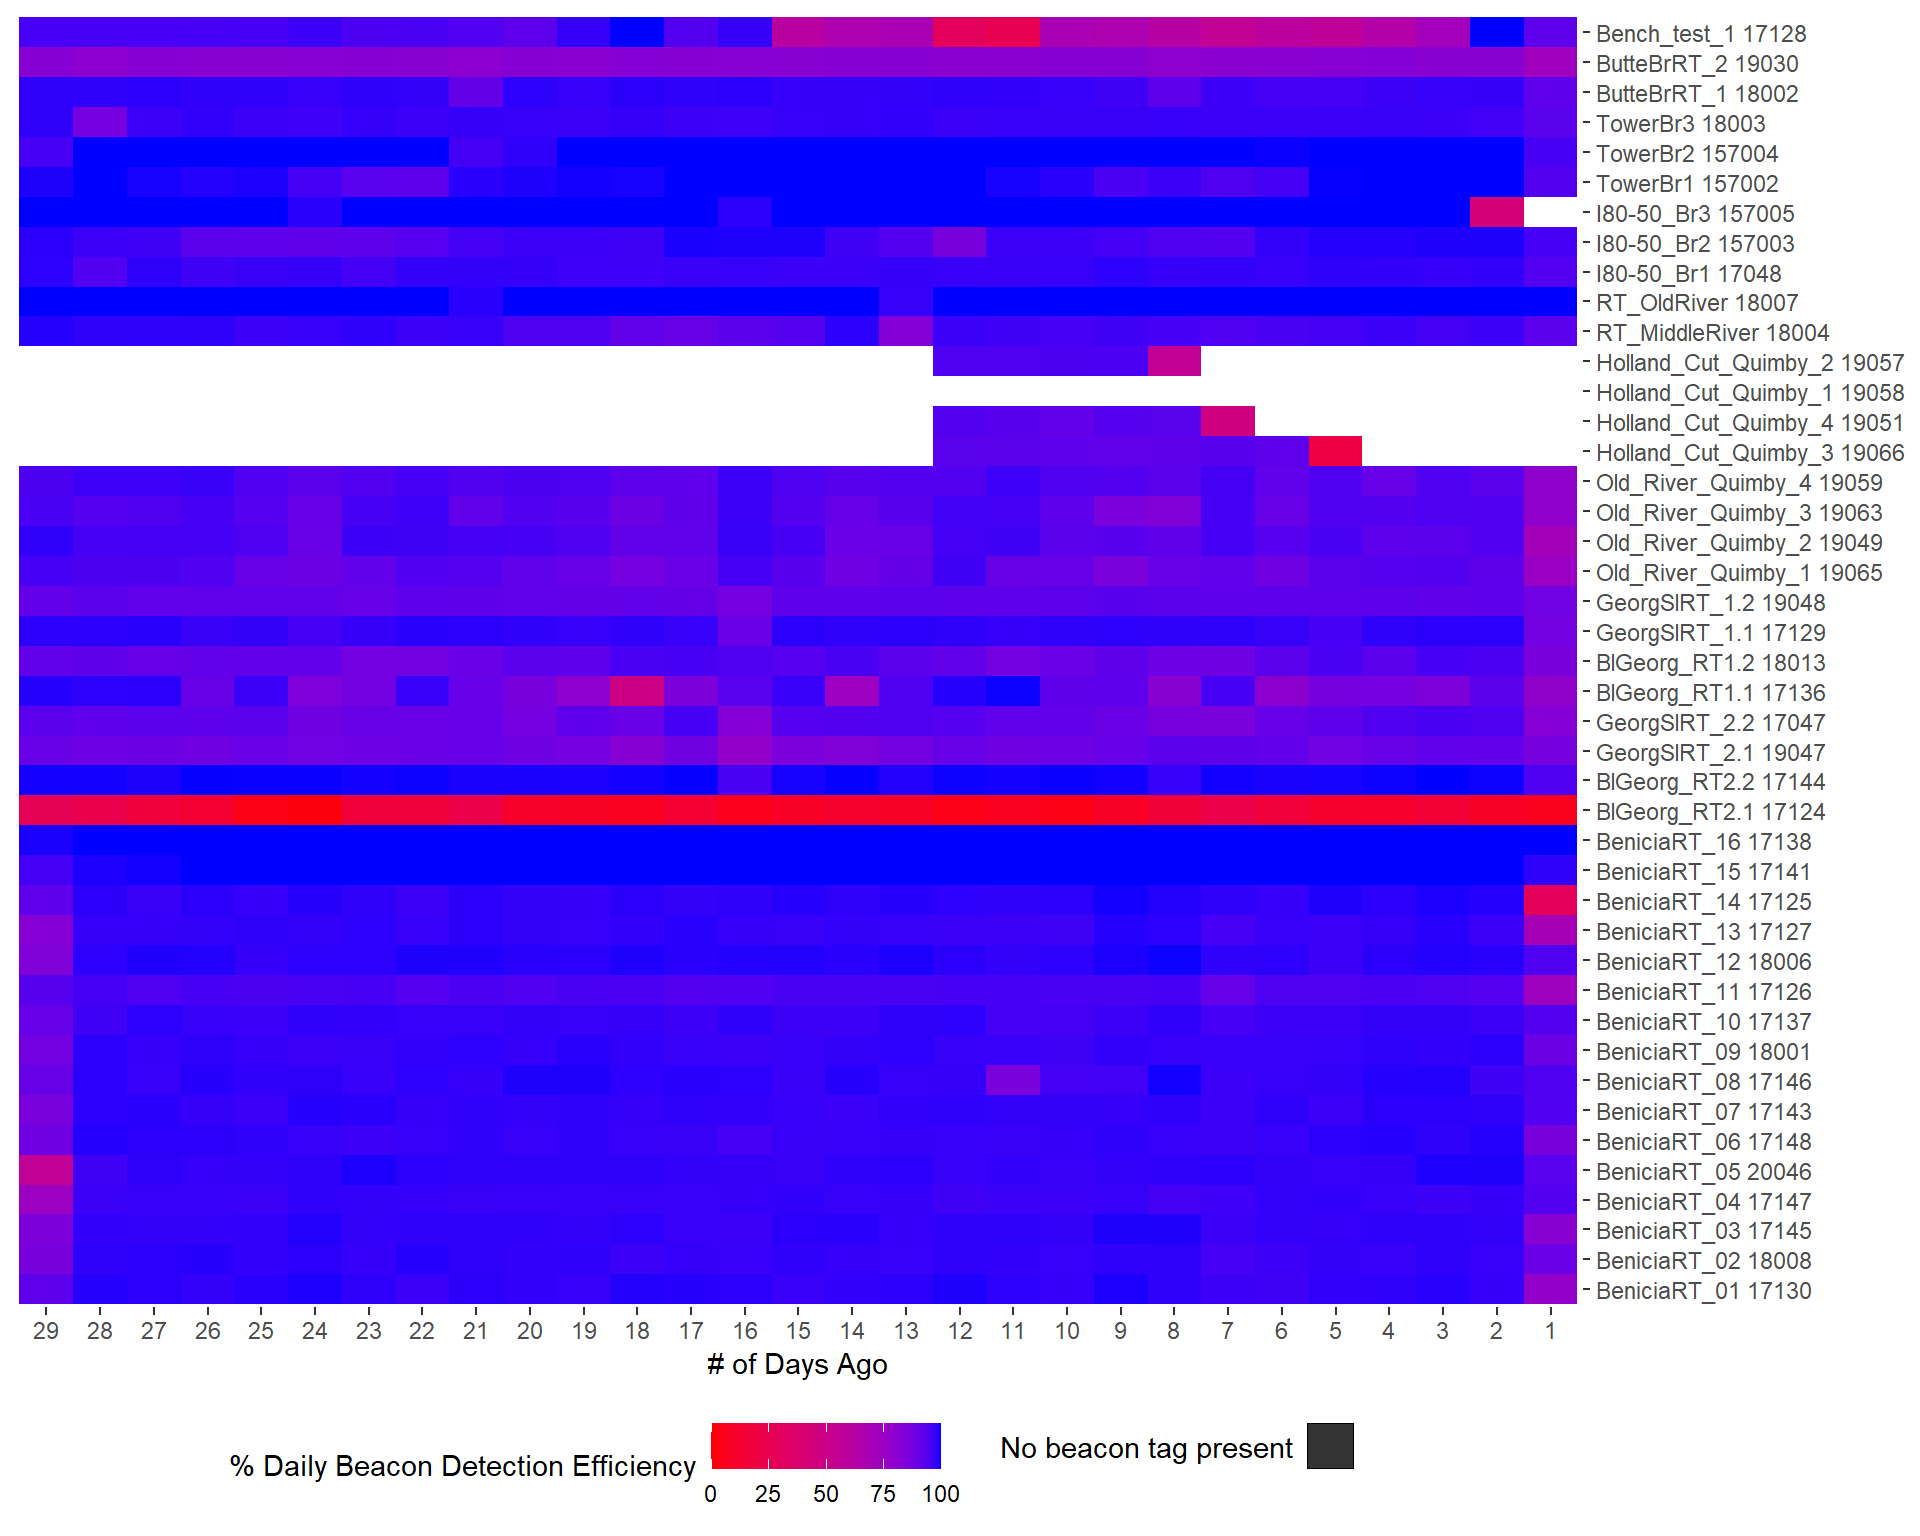 Bench_test_1 17128
ButteBrRT_2 19030
ButteBrRT_1 18002
TowerBr3 18003
TowerBr2 157004
TowerBr1 157002
I80-50_Br3 157005
I80-50_Br2 157003
I80-50_Br1 17048
RT_OldRiver 18007
RT_MiddleRiver 18004
Holland_Cut_Quimby_2 19057
Holland_Cut_Quimby_1 19058
Holland_Cut_Quimby_4 19051
Holland_Cut_Quimby_3 19066
Old_River_Quimby_4 19059
Old_River_Quimby_3 19063
Old_River_Quimby_2 19049
Old_River_Quimby_1 19065
GeorgSlRT_1.2 19048
GeorgSlRT_1.1 17129
BlGeorg_RT1.2 18013
BlGeorg_RT1.1 17136
GeorgSlRT_2.2 17047
GeorgSlRT_2.1 19047
BlGeorg_RT2.2 17144
BlGeorg_RT2.1 17124
BeniciaRT_16 17138
BeniciaRT_15 17141
BeniciaRT_14 17125
BeniciaRT_13 17127
BeniciaRT_12 18006
BeniciaRT_11 17126
BeniciaRT_10 17137
BeniciaRT_09 18001
BeniciaRT_08 17146
BeniciaRT_07 17143
BeniciaRT_06 17148
BeniciaRT_05 20046
BeniciaRT_04 17147
BeniciaRT_03 17145
BeniciaRT_02 18008
BeniciaRT_01 17130
29 28 27 26 25 24 23 22 21 20 19 18 17 16 15 14 13 12 11 10 9 8 7 6 5 4 3 2 1
# of Days Ago
% Daily Beacon Detection Efficiency
0 25 50 75 100
No beacon tag present